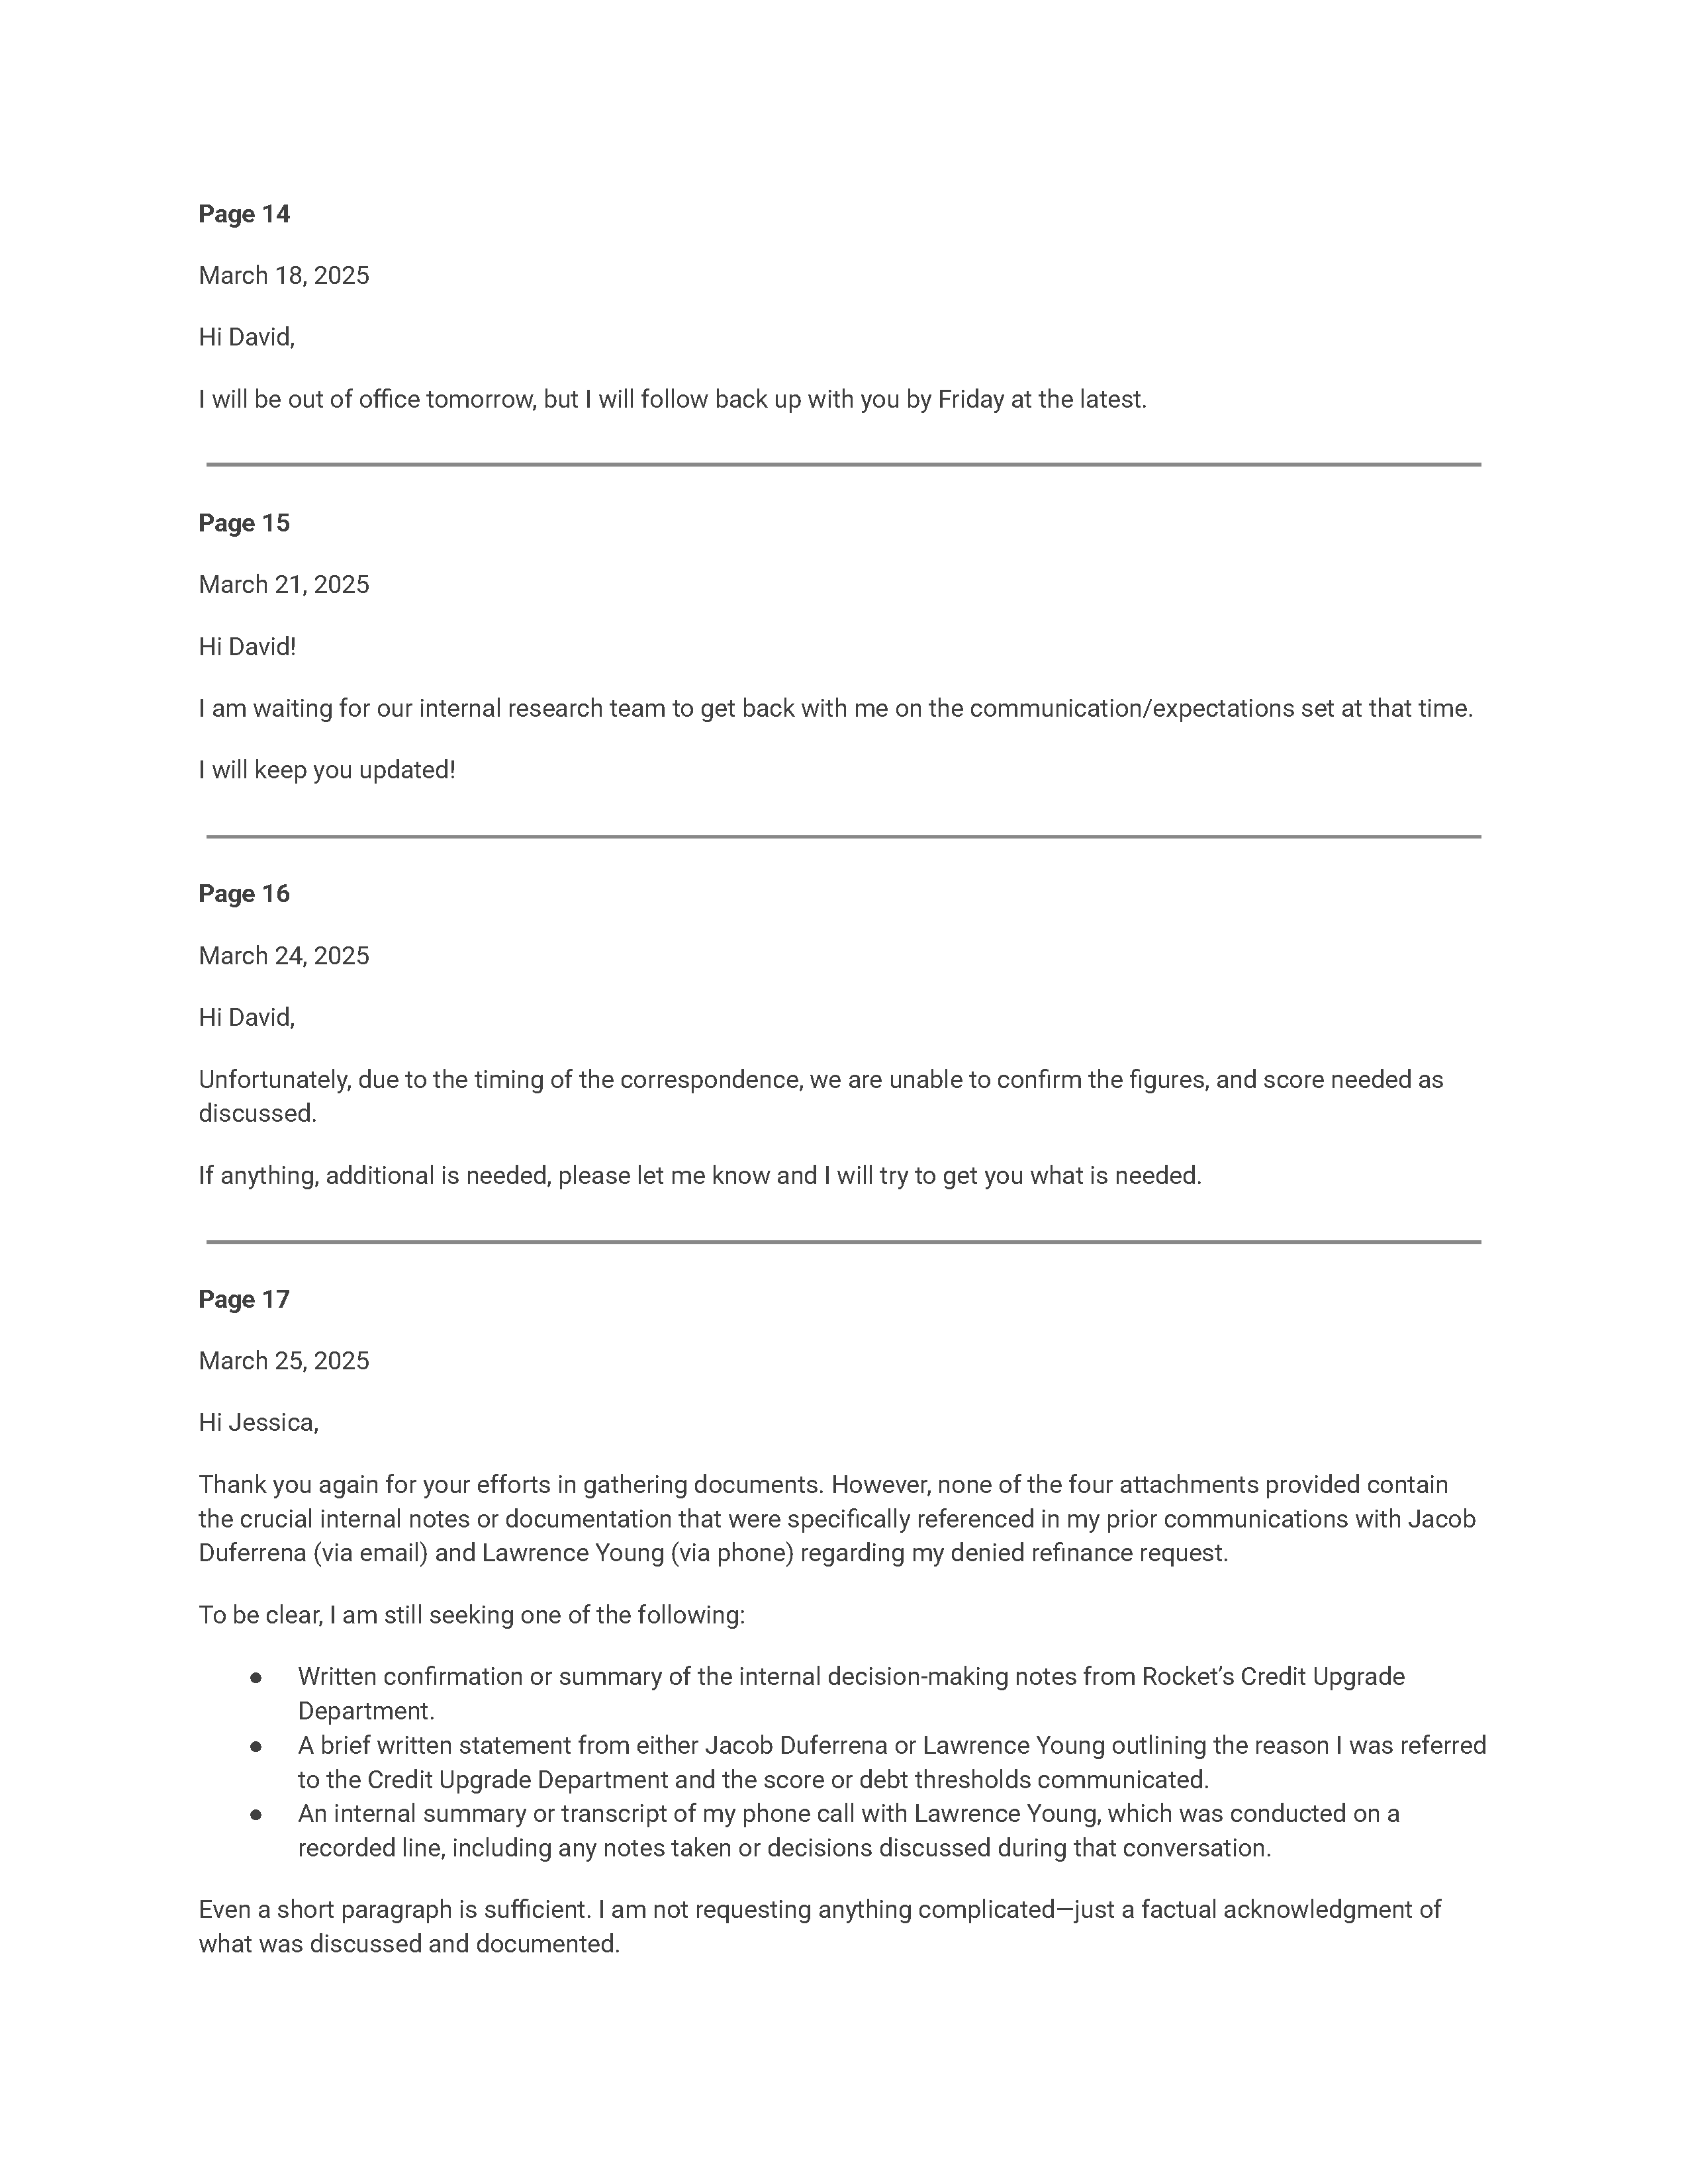 Page 14
March 18, 2025
Hi David,
I will be out of office tomorrow, but I will follow back up with you by Friday at the latest.
Page 15
March 21, 2025
Hi David!
I am waiting for our internal research team to get back with me on the communication/expectations set at that time.
I will keep you updated!
Page 16
March 24, 2025
Hi David,
Unfortunately, due to the timing of the correspondence, we are unable to confirm the figures, and score needed as
discussed.
If anything, additional is needed, please let me know and I will try to get you what is needed.
Page 17
March 25, 2025
Hi Jessica,
Thank you again for your efforts in gathering documents. However, none of the four attachments provided contain
the crucial internal notes or documentation that were specifically referenced in my prior communications with Jacob
Duferrena (via email) and Lawrence Young (via phone) regarding my denied refinance request.
To be clear, I am still seeking one of the following:
● Written confirmation or summary of the internal decision-making notes from Rocket’s Credit Upgrade
Department.
● A brief written statement from either Jacob Duferrena or Lawrence Young outlining the reason I was referred
to the Credit Upgrade Department and the score or debt thresholds communicated.
● An internal summary or transcript of my phone call with Lawrence Young, which was conducted on a
recorded line, including any notes taken or decisions discussed during that conversation.
Even a short paragraph is sufficient. I am not requesting anything complicated—just a factual acknowledgment of
what was discussed and documented.